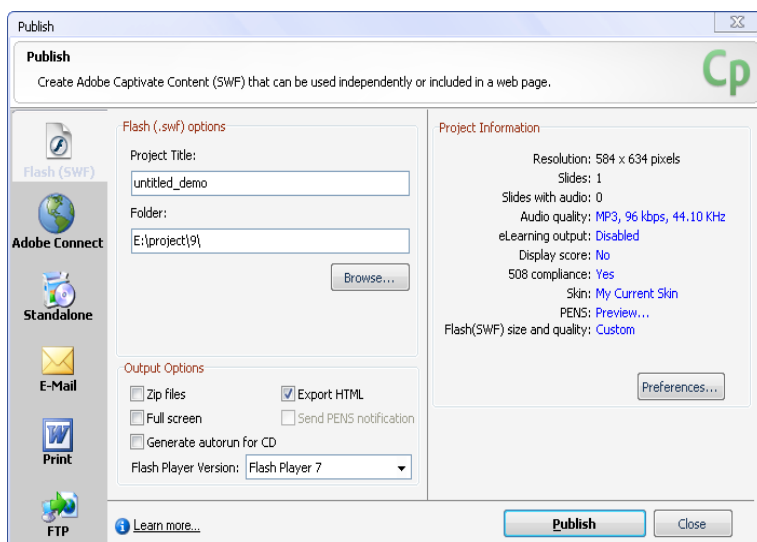 Publish
Publish
Create Adobe Captivate Content (SWF) that can be used independently or included in a web page.
Cp
Flash (SWF)
Adobe Connect
Standalone
E-Mail
W
Print
FTP
Flash (.swf) options
Project Title:
untitled_demo
Folder:
E:\project\9\
Browse...
Output Options
Zip files
Export HTML
Full screen
Send PENS notification
Generate autorun for CD
Flash Player Version: Flash Player 7
Project Information
Resolution: 584 x 634 pixels
Slides: 1
Slides with audio: 0
Audio quality: MP3, 96 kbps, 44.10 KHz
eLearning output: Disabled
Display score: No
508 compliance: Yes
Skin: My Current Skin
PENS: Preview...
Flash(SWF) size and quality: Custom
Preferences...
Learn more...
Publish
Close